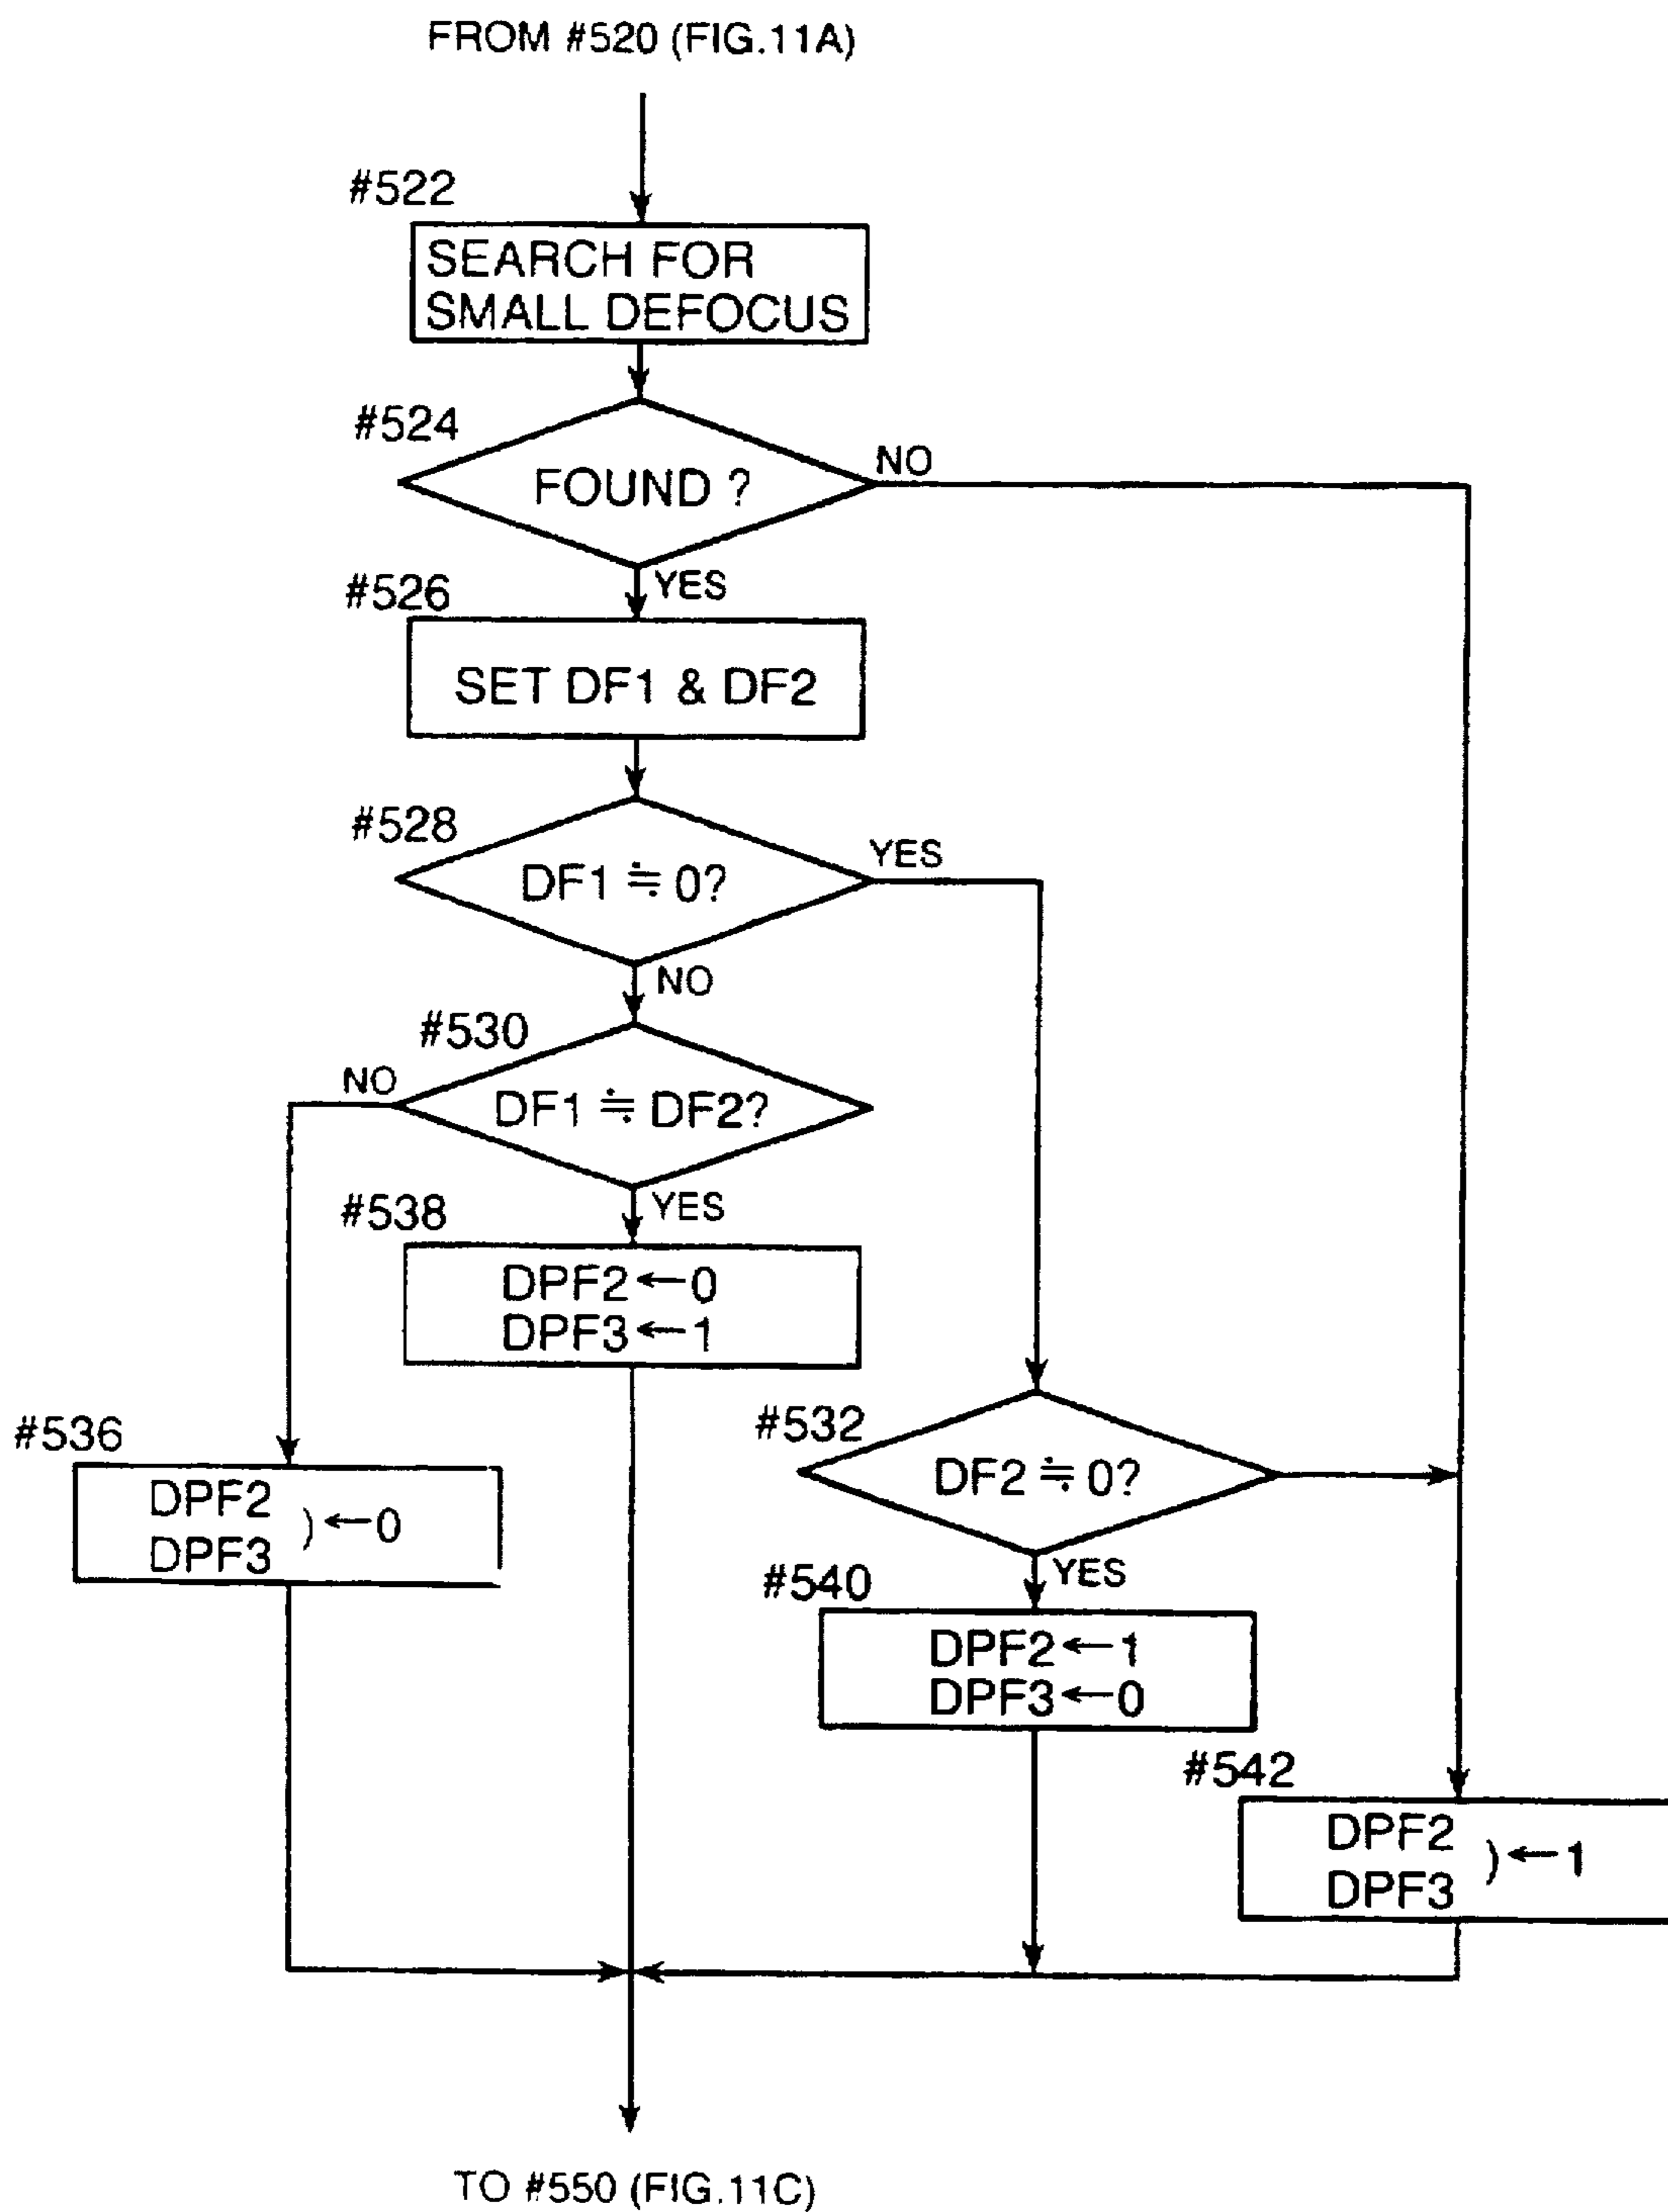 FROM #520 (FIG.11A)
#522
SEARCH FOR
SMALL DEFOCUS
#524
FOUND ?
NO
YES
#526
SET DF1 & DF2
#528
DF1 ≒ 0?
YES
NO
#530
NO
DF1 ≒ DF2?
YES
#538
DPF2←0
DPF3←1
#532
DF2 ≒ 0?
#536
DPF2
DPF3
)←0
YES
#540
DPF2←1
DPF3←0
#542
DPF2
DPF3
)←1
TO #550 (FIG.11C)